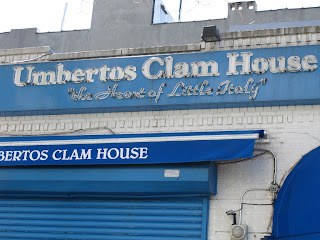 Umbertos Clam House
"The Heart of Little Italy"
BERTOS CLAM HOUSE